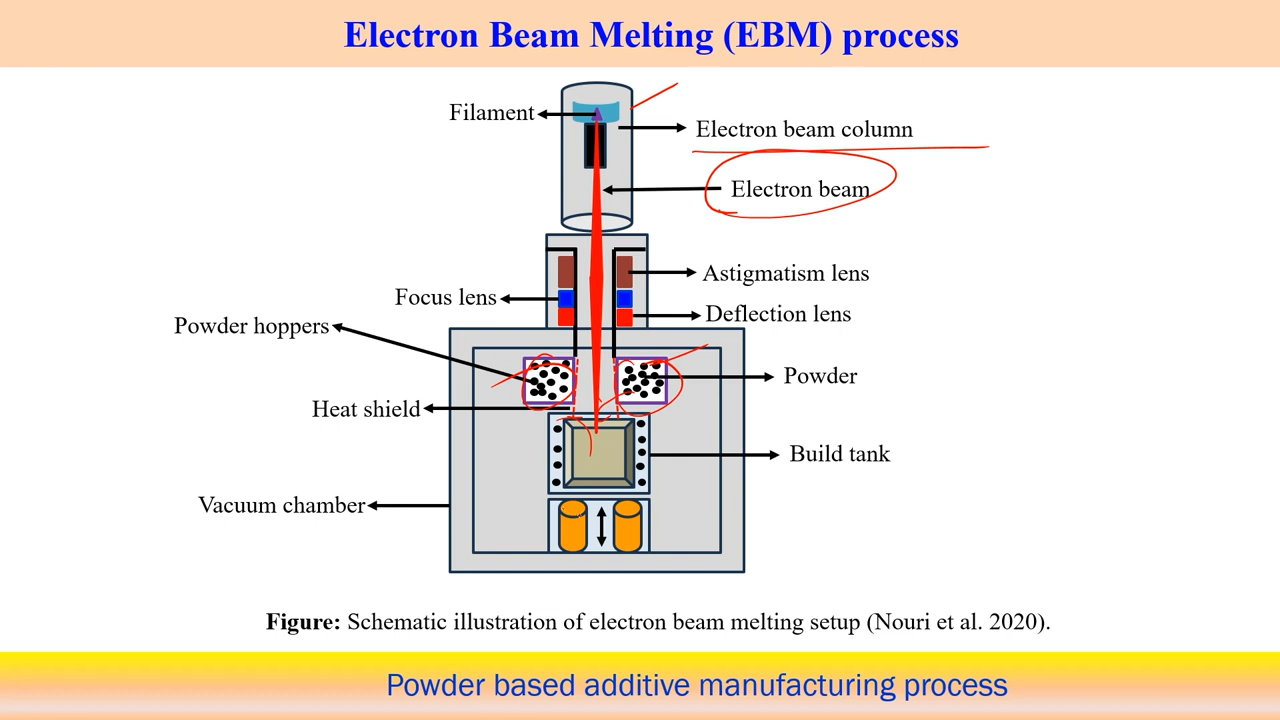 Electron Beam Melting (EBM) process
Filament
Electron beam column
Electron beam
Astigmatism lens
Focus lens
Deflection lens
Powder hoppers
Powder
Heat shield
Build tank
Vacuum chamber
Figure: Schematic illustration of electron beam melting setup (Nouri et al. 2020).
Powder based additive manufacturing process